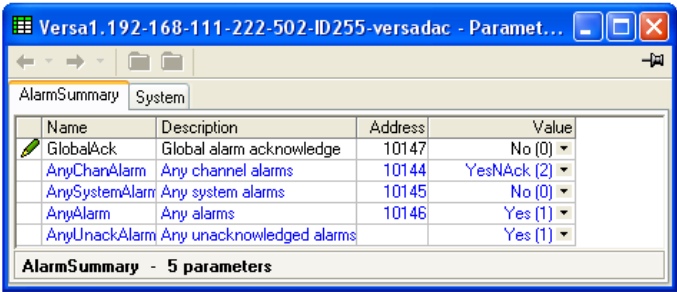 Versa1.192-168-111-222-502-ID255-versadac - Paramet...
AlarmSummary System
Name Description Address Value
GlobalAck Global alarm acknowledge 10147 No (0)
AnyChanAlarm Any channel alarms 10144 YesNAck (2)
AnySystemAlarm Any system alarms 10145 No (0)
AnyAlarm Any alarms 10146 Yes (1)
AnyUnackAlarm Any unacknowledged alarms Yes (1)
AlarmSummary - 5 parameters